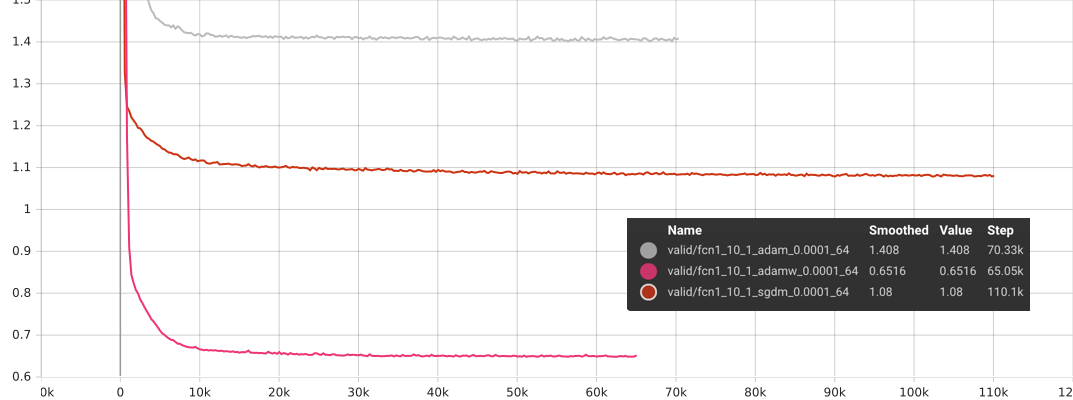 1.5
1.4
1.3
1.2
1.1
1
0.9
0.8
0.7
0.6
Name Smoothed Value Step
valid/fcn1_10_1_adam_0.0001_64 1.408 1.408 70.33k
valid/fcn1_10_1_adamw_0.0001_64 0.6516 0.6516 65.05k
valid/fcn1_10_1_sgdm_0.0001_64 1.08 1.08 110.1k
0k 0 10k 20k 30k 40k 50k 60k 70k 80k 90k 100k 110k 12